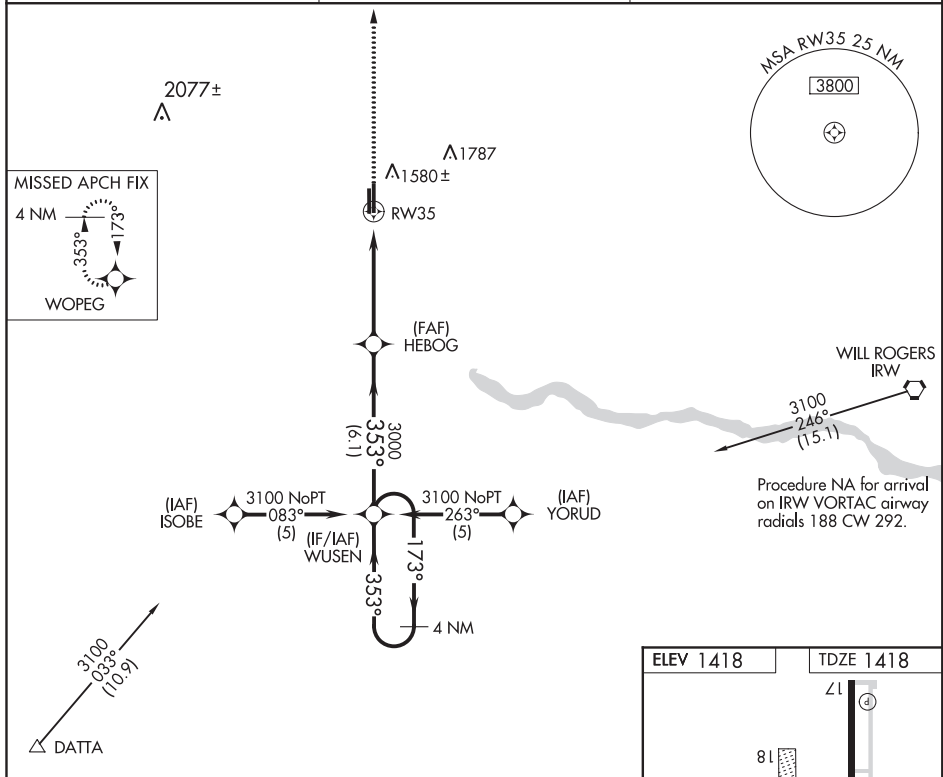 MSA RW35 25 NM
3800
2077±
1787
1580±
RW35
MISSED APCH FIX
4 NM
353°
173°
WOPEG
(FAF)
HEBOG
WILL ROGERS
IRW
3100
246°
(15.1)
3000
353°
(6.1)
Procedure NA for arrival
on IRW VORTAC airway
radials 188 CW 292.
(IAF)
ISOBE
3100 NoPT
083°
(5)
(IF/IAF)
WUSEN
3100 NoPT
263°
(5)
(IAF)
YORUD
353°
173°
4 NM
3100
033°
(10.9)
DATTA
ELEV 1418
TDZE 1418
17
P
18